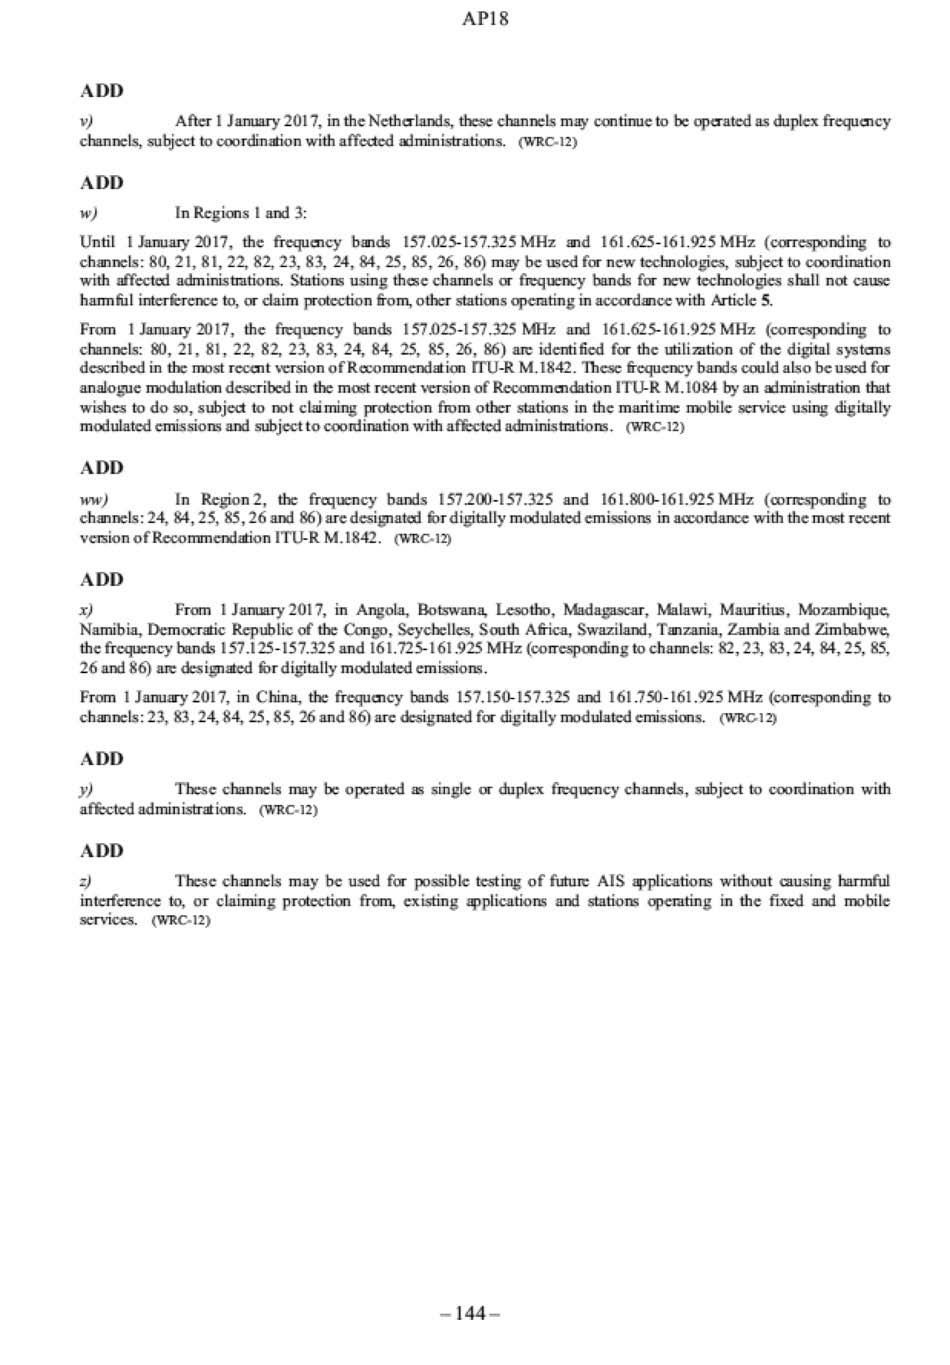 AP18
ADD
v) After 1 January 2017, in the Netherlands, these channels may continue to be operated as duplex frequency
channels, subject to coordination with affected administrations. (WRC-12)
ADD
w) In Regions 1 and 3:
Until 1 January 2017, the frequency bands 157.025-157.325 MHz and 161.625-161.925 MHz (corresponding to
channels: 80, 21, 81, 22, 82, 23, 83, 24, 84, 25, 85, 26, 86) may be used for new technologies, subject to coordination
with affected administrations. Stations using these channels or frequency bands for new technologies shall not cause
harmful interference to, or claim protection from, other stations operating in accordance with Article 5.
From 1 January 2017, the frequency bands 157.025-157.325 MHz and 161.625-161.925 MHz (corresponding to
channels: 80, 21, 81, 22, 82, 23, 83, 24, 84, 25, 85, 26, 86) are identified for the utilization of the digital systems
described in the most recent version of Recommendation ITU-R M.1842. These frequency bands could also be used for
analogue modulation described in the most recent version of Recommendation ITU-R M.1084 by an administration that
wishes to do so, subject to not claiming protection from other stations in the maritime mobile service using digitally
modulated emissions and subject to coordination with affected administrations. (WRC-12)
ADD
ww) In Region 2, the frequency bands 157.200-157.325 and 161.800-161.925 MHz (corresponding to
channels: 24, 84, 25, 85, 26 and 86) are designated for digitally modulated emissions in accordance with the most recent
version of Recommendation ITU-R M.1842. (WRC-12)
ADD
x) From 1 January 2017, in Angola, Botswana, Lesotho, Madagascar, Malawi, Mauritius, Mozambique,
Namibia, Democratic Republic of the Congo, Seychelles, South Africa, Swaziland, Tanzania, Zambia and Zimbabwe,
the frequency bands 157.125-157.325 and 161.725-161.925 MHz (corresponding to channels: 82, 23, 83, 24, 84, 25, 85,
26 and 86) are designated for digitally modulated emissions.
From 1 January 2017, in China, the frequency bands 157.150-157.325 and 161.750-161.925 MHz (corresponding to
channels: 23, 83, 24, 84, 25, 85, 26 and 86) are designated for digitally modulated emissions. (WRC-12)
ADD
y) These channels may be operated as single or duplex frequency channels, subject to coordination with
affected administrations. (WRC-12)
ADD
z) These channels may be used for possible testing of future AIS applications without causing harmful
interference to, or claiming protection from, existing applications and stations operating in the fixed and mobile
services. (WRC-12)
– 144 –